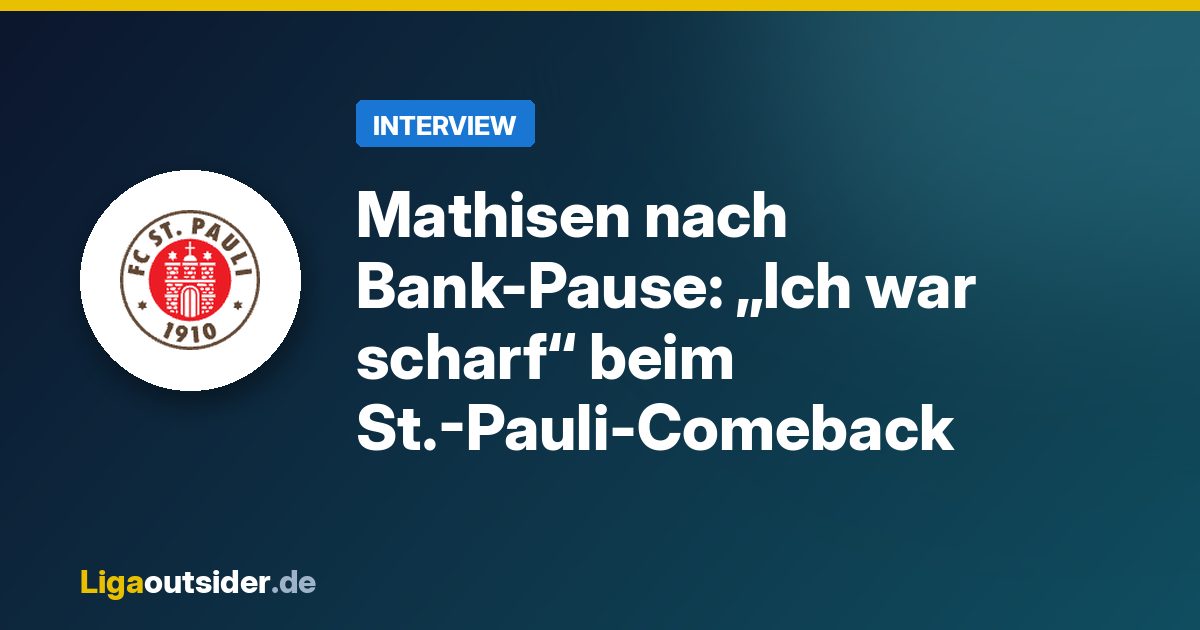 INTERVIEW
Mathisen nach
Bank-Pause: „Ich war
scharf“ beim
St.-Pauli-Comeback
FC ST. PAULI
1910
Ligaoutsider.de